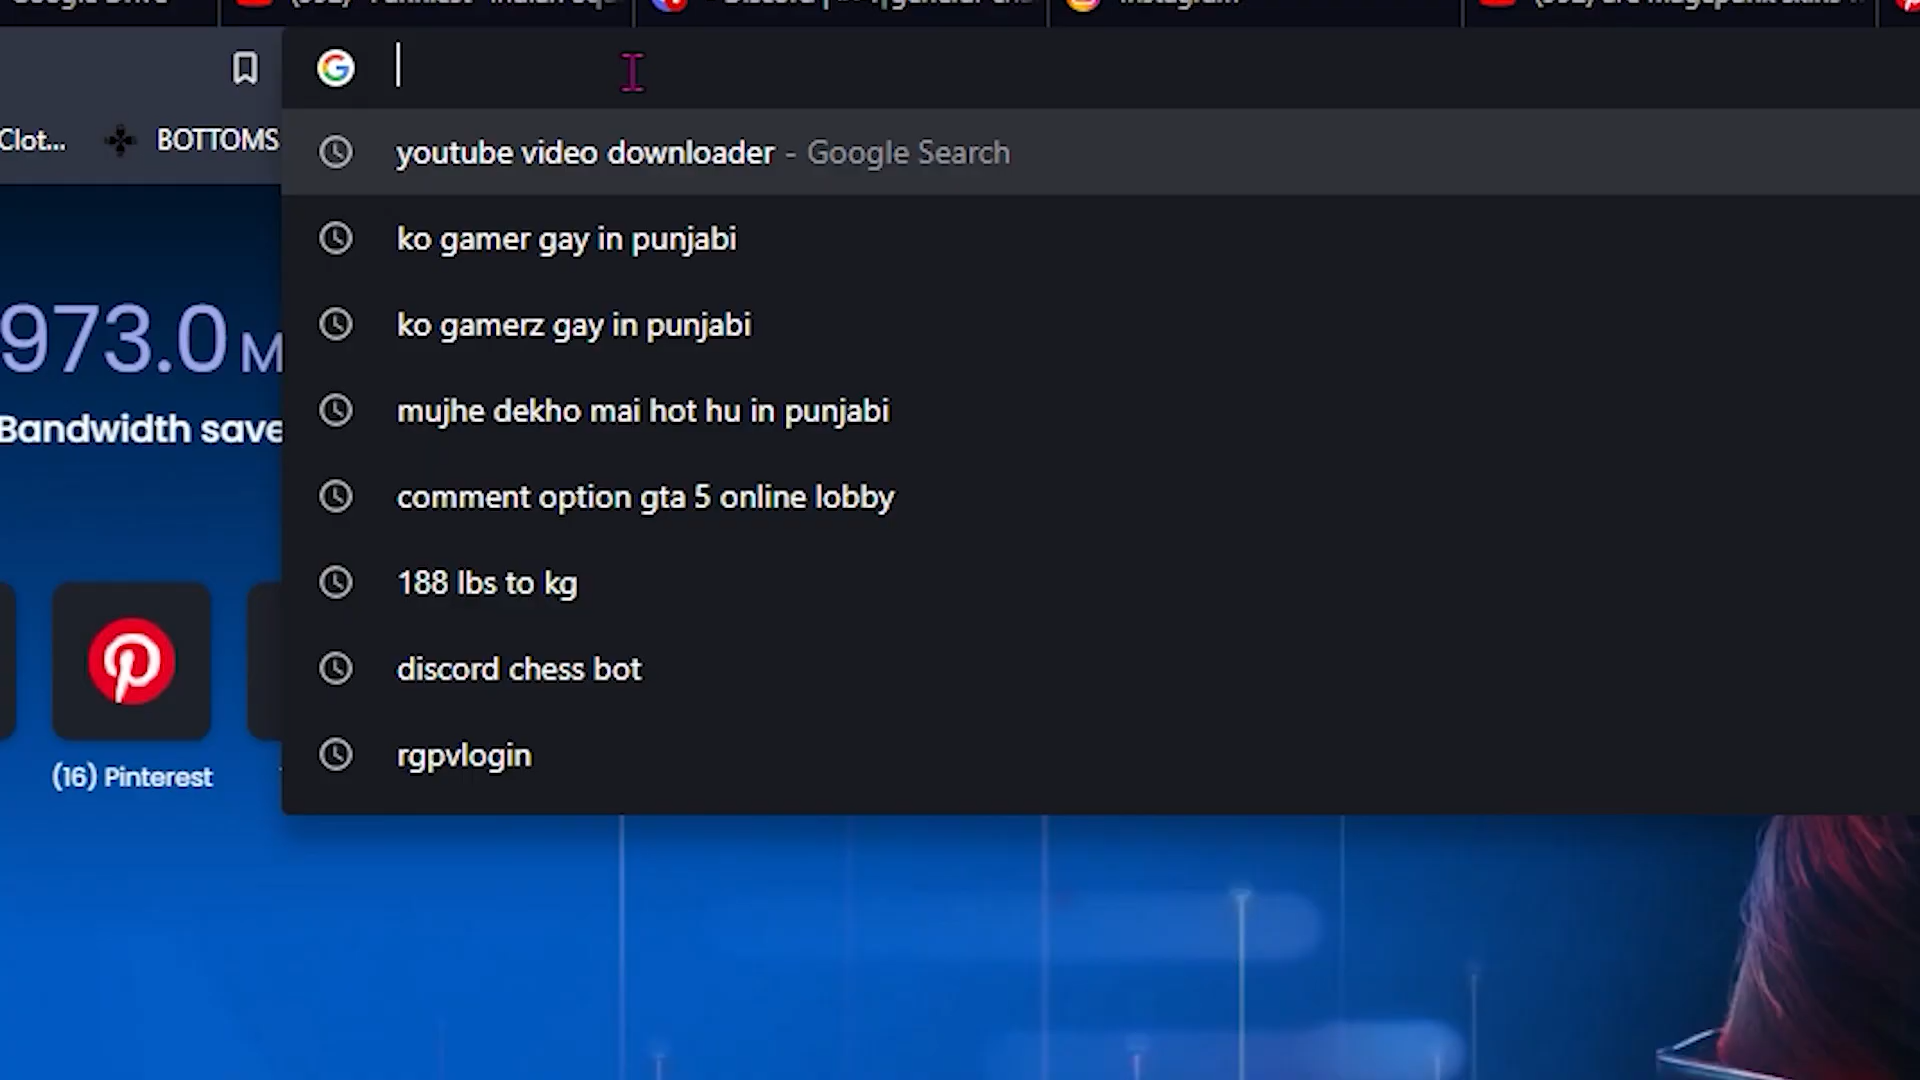 Clot...
BOTTOMS
youtube video downloader - Google Search
ko gamer gay in punjabi
ko gamerz gay in punjabi
mujhe dekho mai hot hu in punjabi
comment option gta 5 online lobby
188 lbs to kg
discord chess bot
rgpvlogin
973.0 M
Bandwidth save
(16) Pinterest